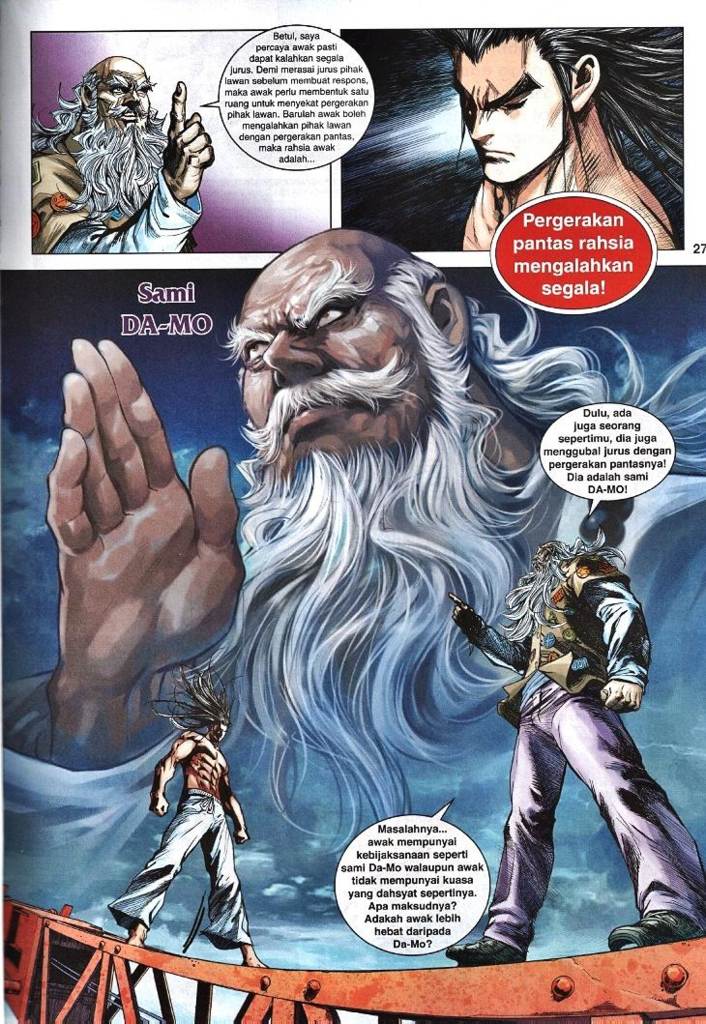 Betul, saya
percaya awak pasti
dapat kalahkan segala
jurus. Demi merasai jurus pihak
lawan sebelum membuat respons,
maka awak perlu membentuk satu
ruang untuk menyekat pergerakan
pihak lawan. Barulah awak boleh
mengalahkan pihak lawan
dengan pergerakan pantas,
maka rahsia awak
adalah...
Pergerakan
pantas rahsia
mengalahkan
segala!
27
Sami
DA-MO
Dulu, ada
juga seorang
sepertimu, dia juga
menggubal jurus dengan
pergerakan pantasnya!
Dia adalah sami
DA-MO!
Masalahnya...
awak mempunyai
kebijaksanaan seperti
sami Da-Mo walaupun awak
tidak mempunyai kuasa
yang dahsyat sepertinya.
Apa maksudnya?
Adakah awak lebih
hebat daripada
Da-Mo?